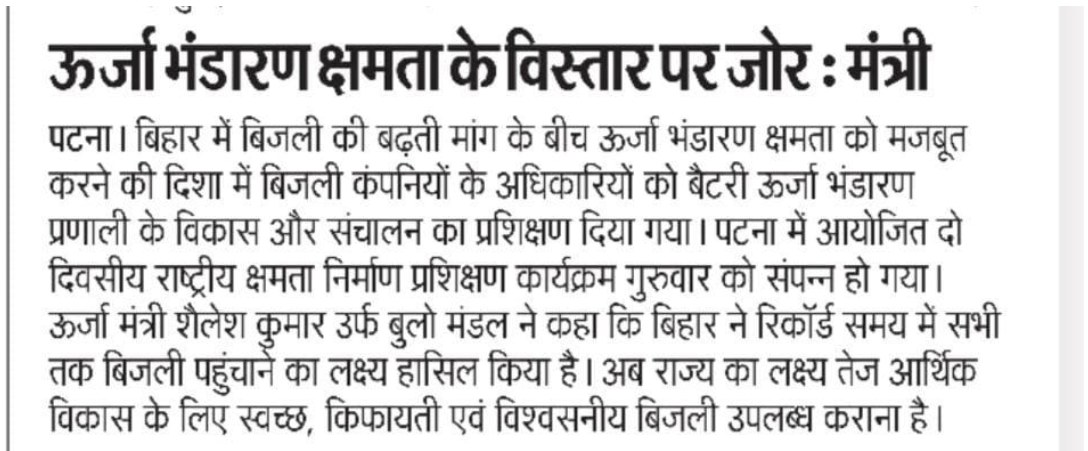 ऊर्जा भंडारण क्षमता के विस्तार पर जोर : मंत्री
पटना। बिहार में बिजली की बढ़ती मांग के बीच ऊर्जा भंडारण क्षमता को मजबूत
करने की दिशा में बिजली कंपनियों के अधिकारियों को बैटरी ऊर्जा भंडारण
प्रणाली के विकास और संचालन का प्रशिक्षण दिया गया। पटना में आयोजित दो
दिवसीय राष्ट्रीय क्षमता निर्माण प्रशिक्षण कार्यक्रम गुरुवार को संपन्न हो गया।
ऊर्जा मंत्री शैलेश कुमार उर्फ बुलो मंडल ने कहा कि बिहार ने रिकॉर्ड समय में सभी
तक बिजली पहुंचाने का लक्ष्य हासिल किया है। अब राज्य का लक्ष्य तेज आर्थिक
विकास के लिए स्वच्छ, किफायती एवं विश्वसनीय बिजली उपलब्ध कराना है।